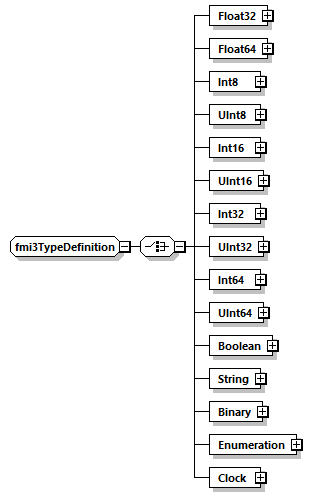 Float32
Float64
Int8
UInt8
Int16
UInt16
Int32
fmi3TypeDefinition
UInt32
Int64
UInt64
Boolean
String
Binary
Enumeration
Clock